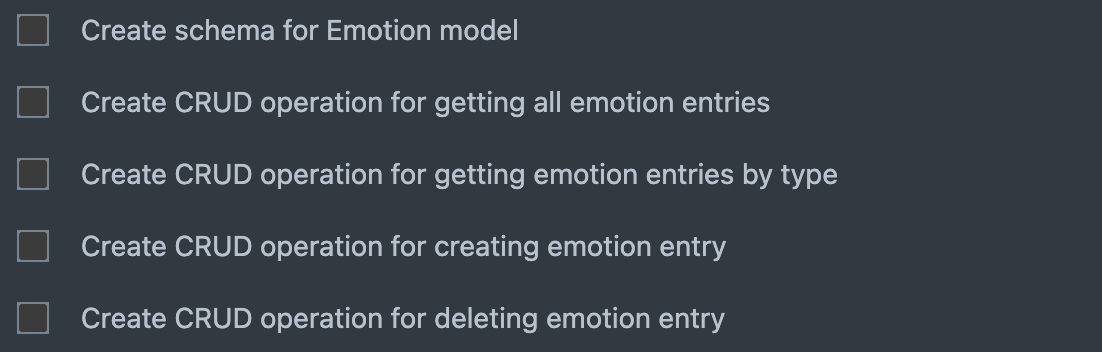 Create schema for Emotion model
Create CRUD operation for getting all emotion entries
Create CRUD operation for getting emotion entries by type
Create CRUD operation for creating emotion entry
Create CRUD operation for deleting emotion entry